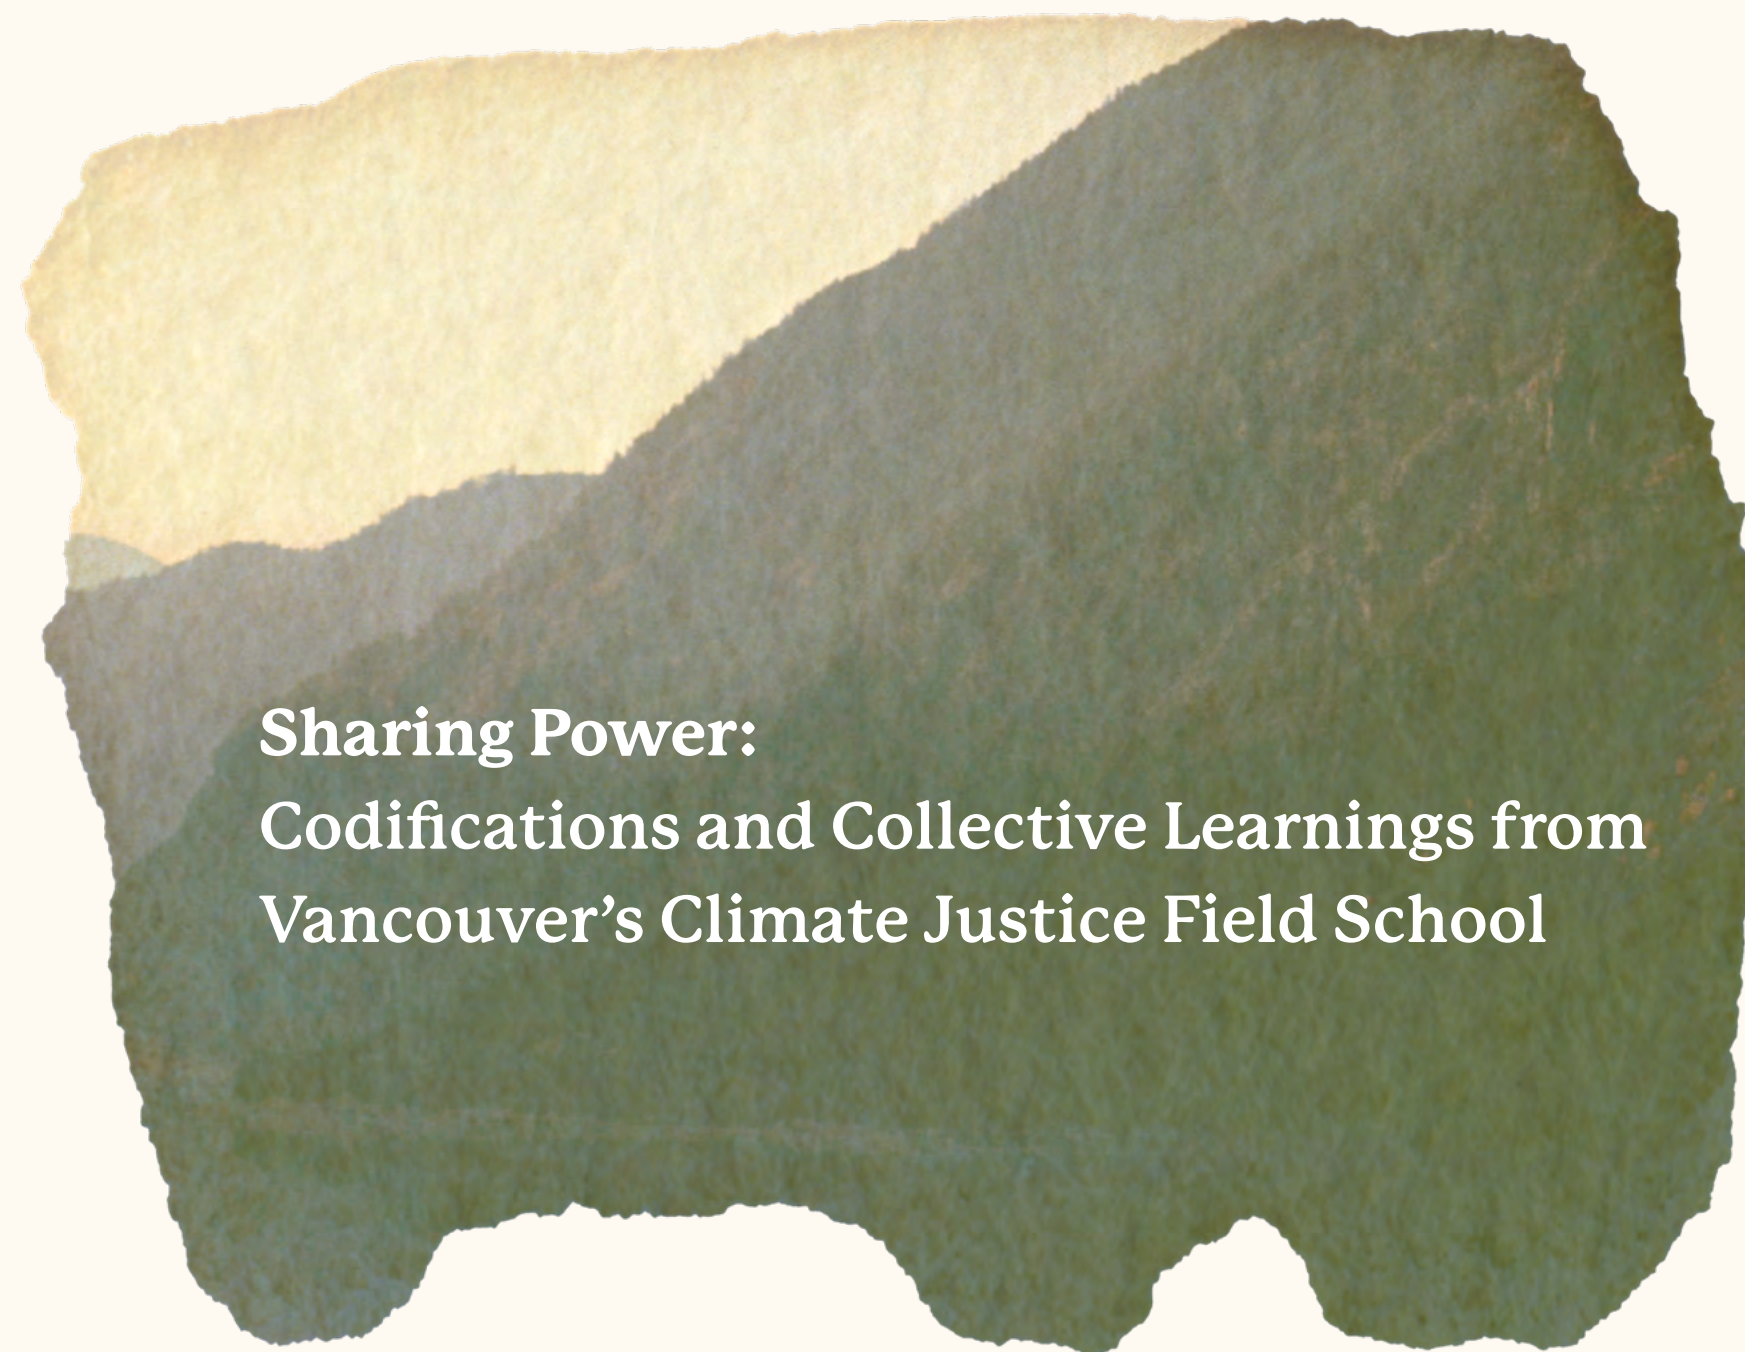 Sharing Power:
Codifications and Collective Learnings from
Vancouver’s Climate Justice Field School